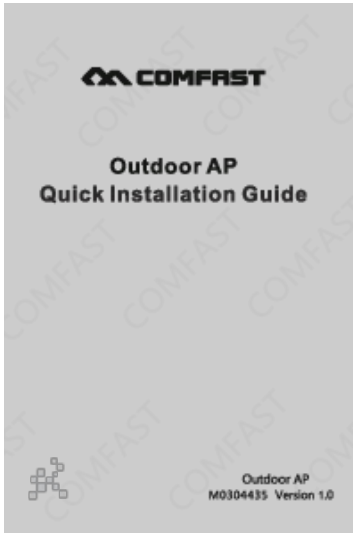 COMFAST
Outdoor AP
Quick Installation Guide
Outdoor AP
M0304435 Version 1.0